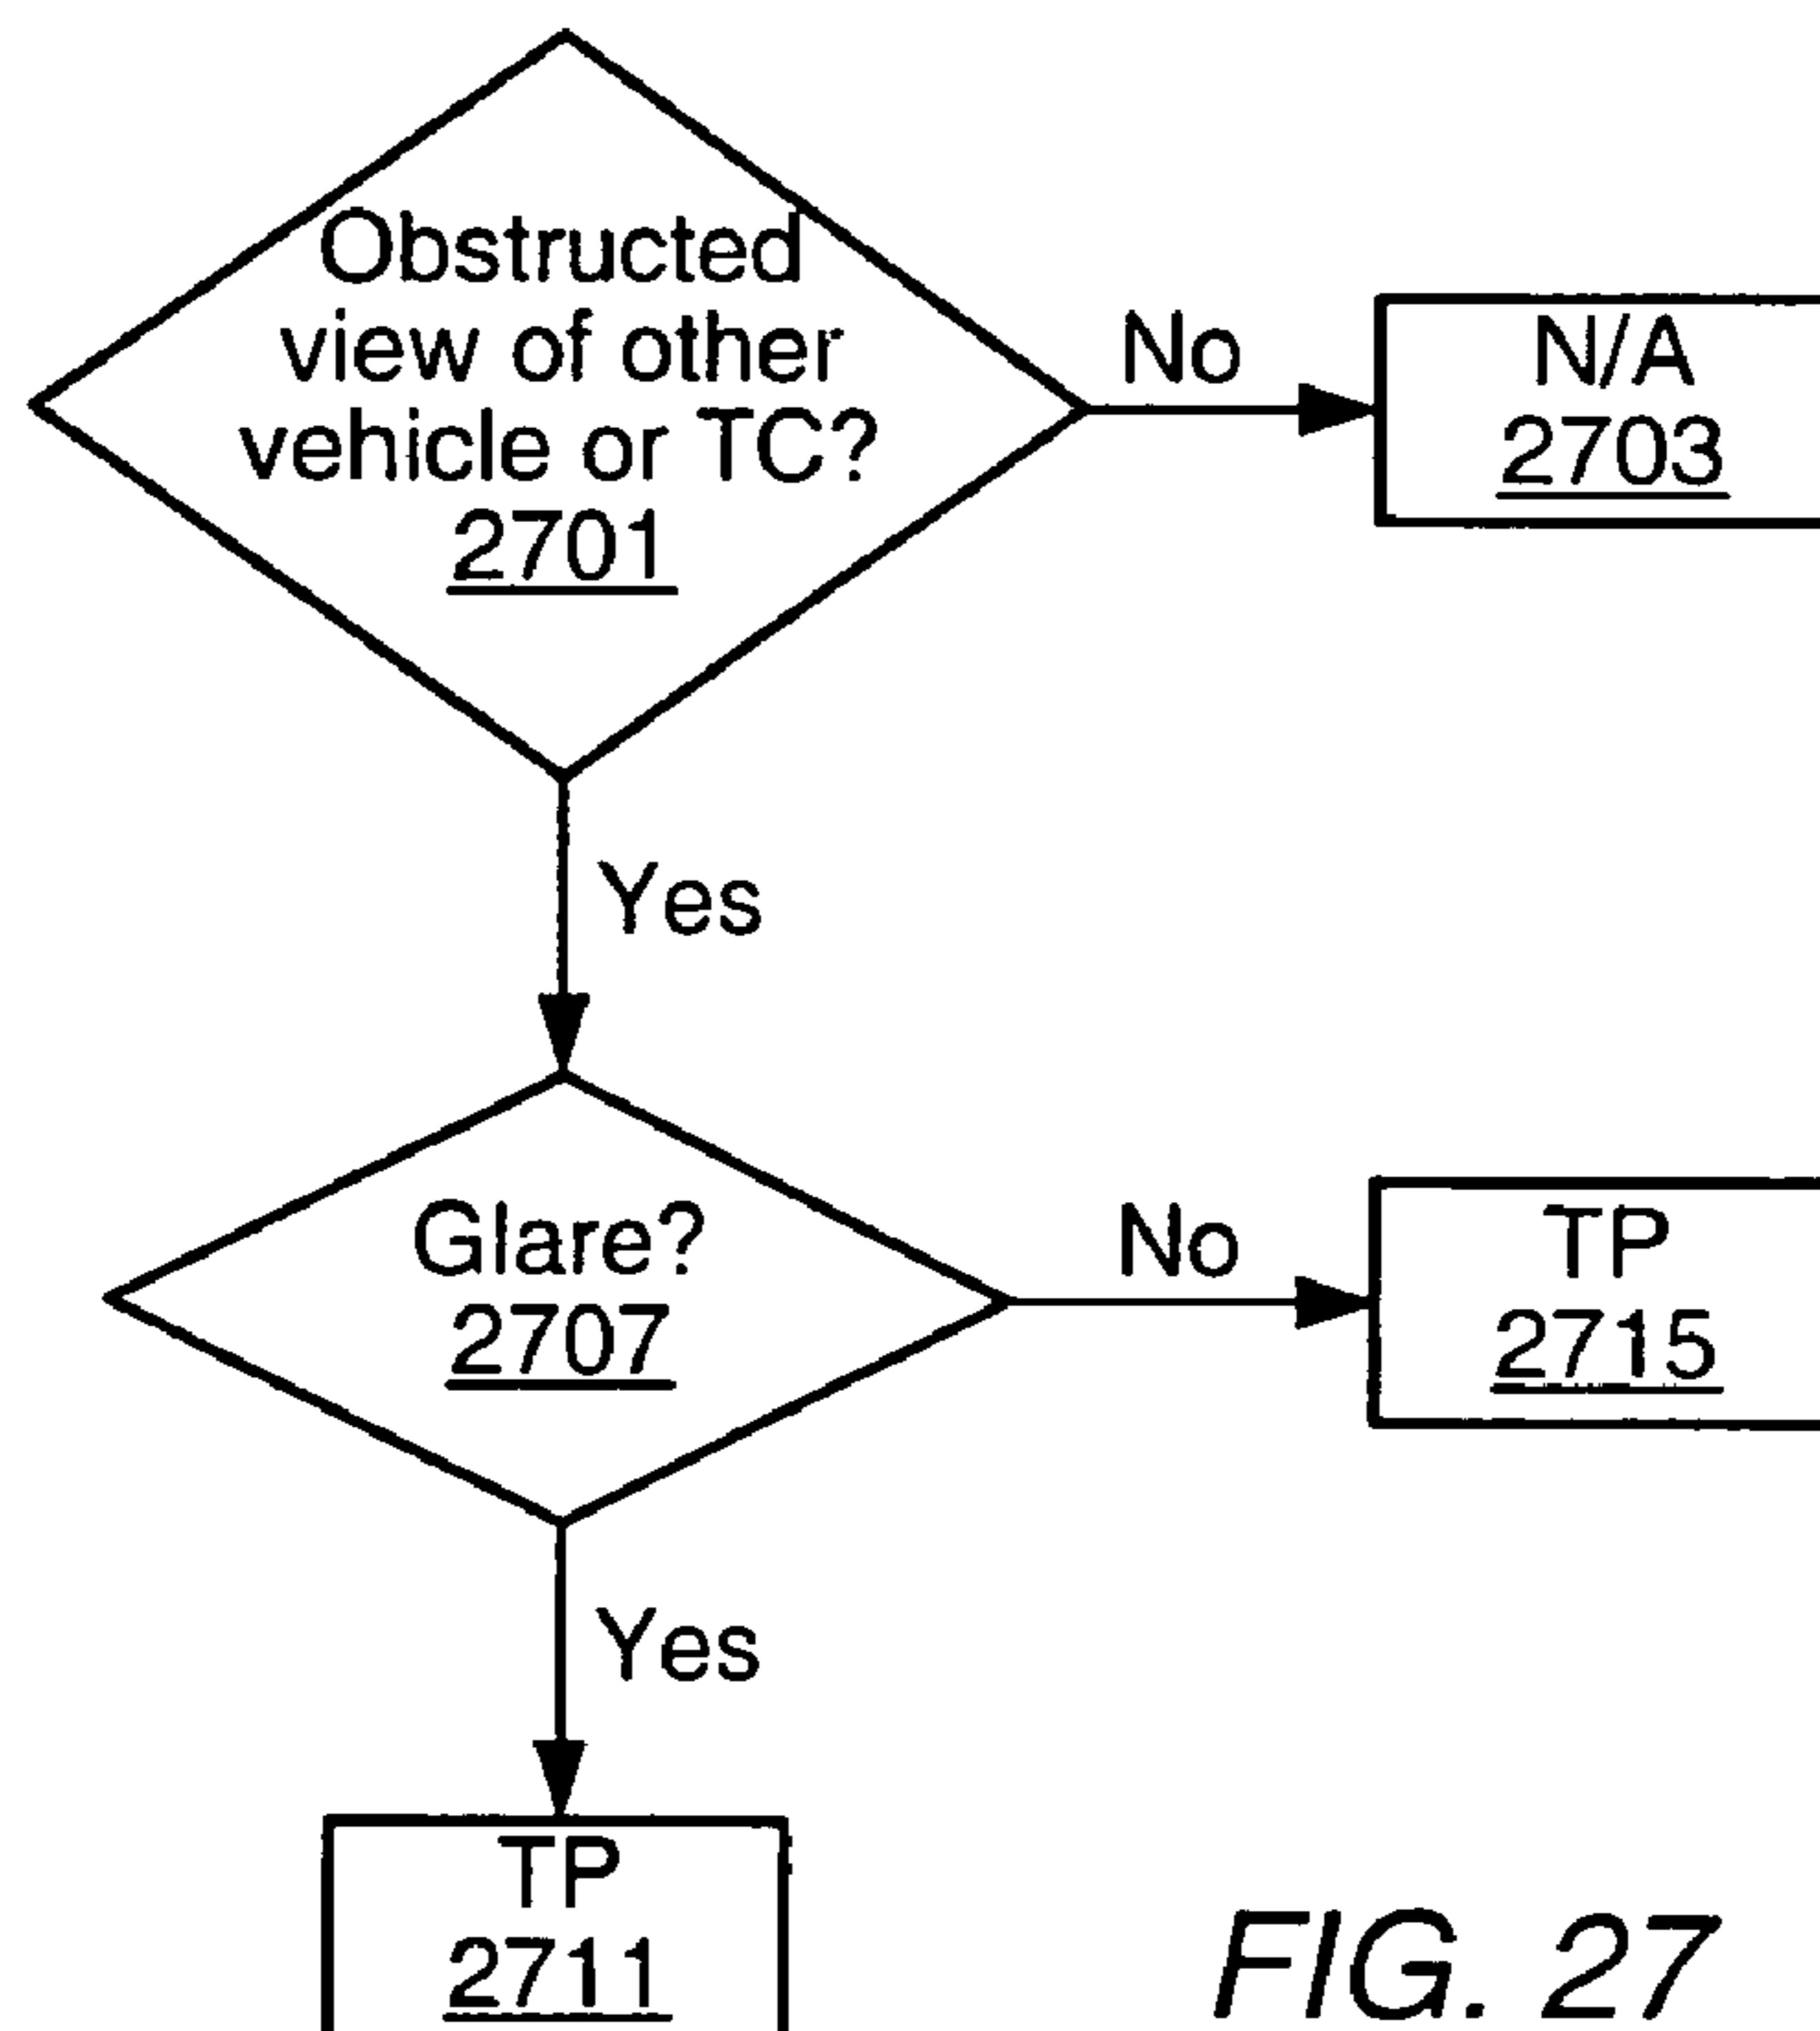 Obstructed
view of other
vehicle or TC?
2701
No
N/A
2703
Yes
Glare?
2707
No
TP
2715
Yes
TP
2711
FIG. 27